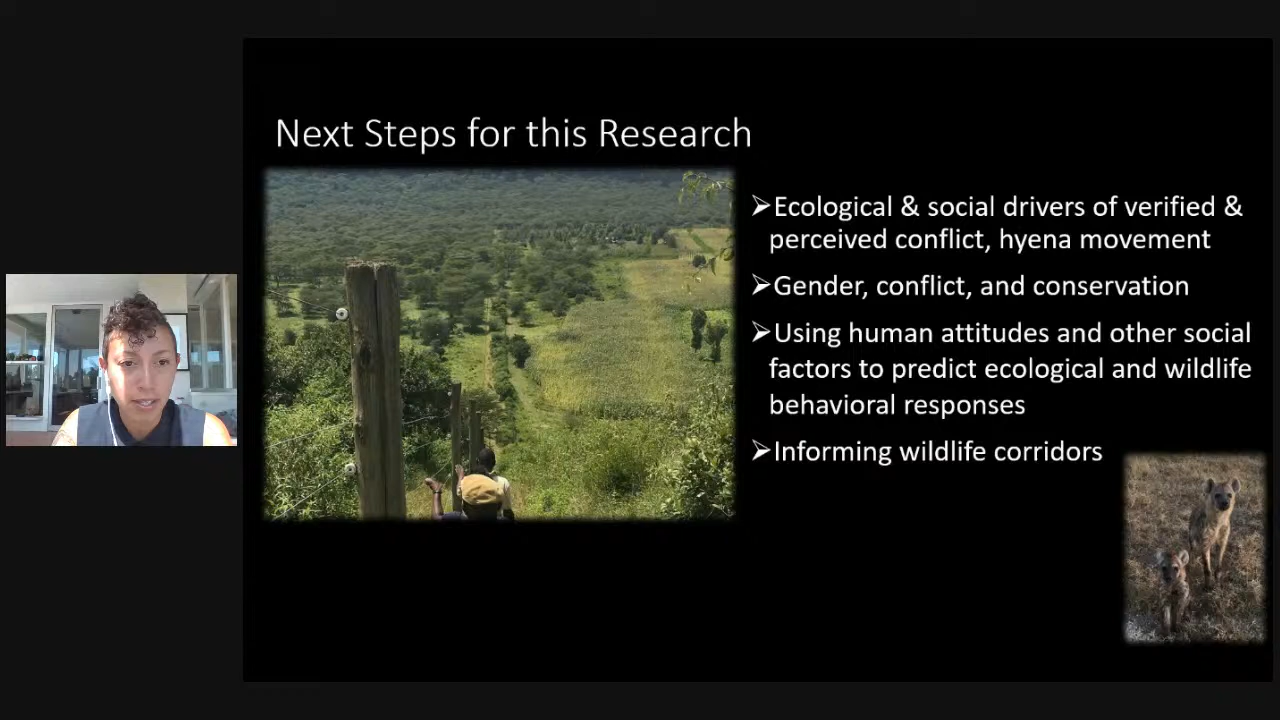 Next Steps for this Research
➢Ecological & social drivers of verified &
perceived conflict, hyena movement
➢Gender, conflict, and conservation
➢Using human attitudes and other social
factors to predict ecological and wildlife
behavioral responses
➢Informing wildlife corridors